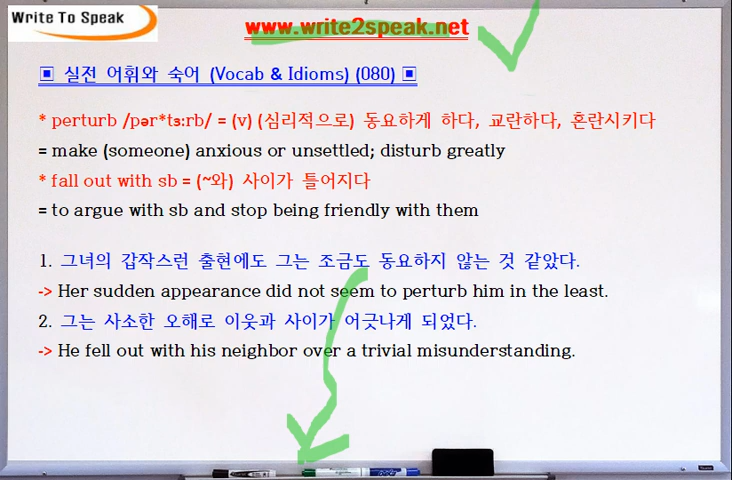 Write To Speak
www.write2speak.net
▣ 실전 어휘와 숙어 (Vocab & Idioms) (080) ▣
* perturb /pər*tɜ:rb/ = (v) (심리적으로) 동요하게 하다, 교란하다, 혼란시키다
= make (someone) anxious or unsettled; disturb greatly
* fall out with sb = (~와) 사이가 틀어지다
= to argue with sb and stop being friendly with them
1. 그녀의 갑작스런 출현에도 그는 조금도 동요하지 않는 것 같았다.
-> Her sudden appearance did not seem to perturb him in the least.
2. 그는 사소한 오해로 이웃과 사이가 어긋나게 되었다.
-> He fell out with his neighbor over a trivial misunderstanding.